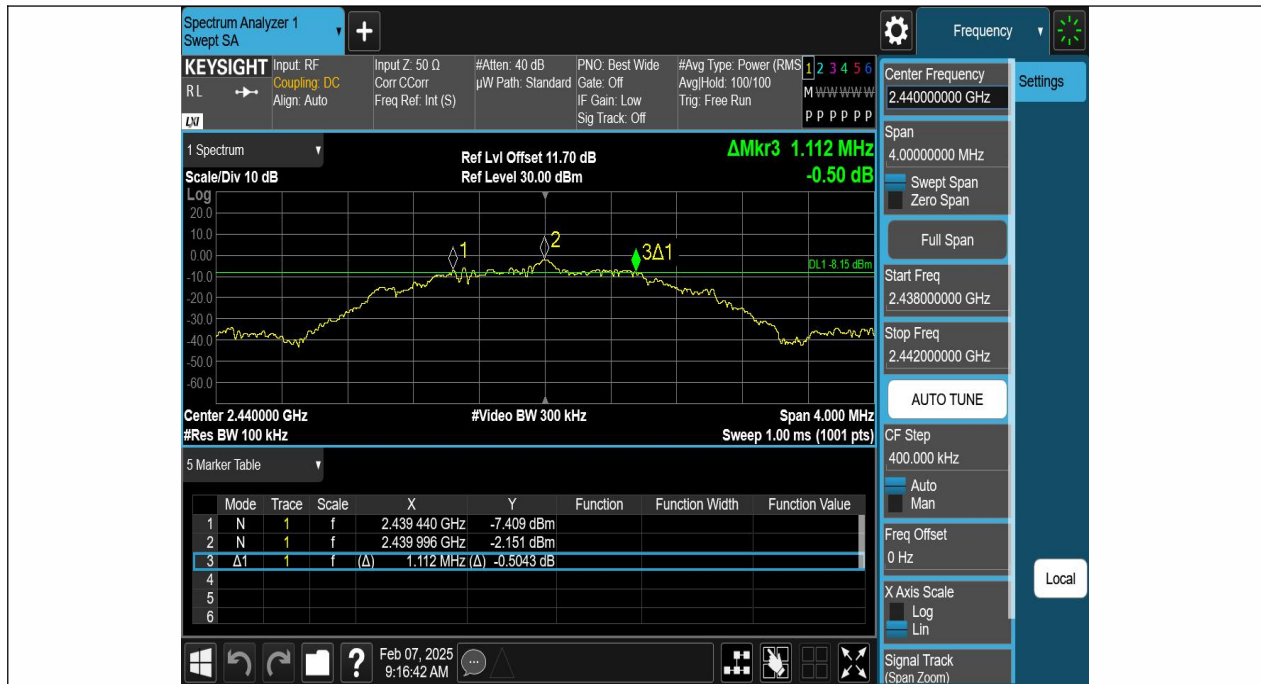 Spectrum Analyzer 1
Swept SA
+
Frequency
KEYSIGHT
RL
LXI
Input: RF
Coupling: DC
Align: Auto
Input Z: 50 Ω
Corr CCorr
Freq Ref: Int (S)
#Atten: 40 dB
µW Path: Standard
PNO: Best Wide
Gate: Off
IF Gain: Low
Sig Track: Off
#Avg Type: Power (RMS
Avg|Hold: 100/100
Trig: Free Run
1 2 3 4 5 6
M W W W W W
P P P P P P
1 Spectrum
Scale/Div 10 dB
Ref Lvl Offset 11.70 dB
Ref Level 30.00 dBm
ΔMkr3 1.112 MHz
-0.50 dB
Log
20.0
10.0
0.00
-10.0
-20.0
-30.0
-40.0
-50.0
-60.0
1
2
3Δ1
DL1 -8.15 dBm
Center 2.440000 GHz
#Res BW 100 kHz
#Video BW 300 kHz
Span 4.000 MHz
Sweep 1.00 ms (1001 pts)
5 Marker Table
Mode Trace Scale X Y Function Function Width Function Value
1 N 1 f 2.439 440 GHz -7.409 dBm
2 N 1 f 2.439 996 GHz -2.151 dBm
3 Δ1 1 f (Δ) 1.112 MHz (Δ) -0.5043 dB
4
5
6
?
Feb 07, 2025
9:16:42 AM
Center Frequency
2.440000000 GHz
Settings
Span
4.00000000 MHz
Swept Span
Zero Span
Full Span
Start Freq
2.438000000 GHz
Stop Freq
2.442000000 GHz
AUTO TUNE
CF Step
400.000 kHz
Auto
Man
Freq Offset
0 Hz
X Axis Scale
Log
Lin
Local
Signal Track
(Span Zoom)